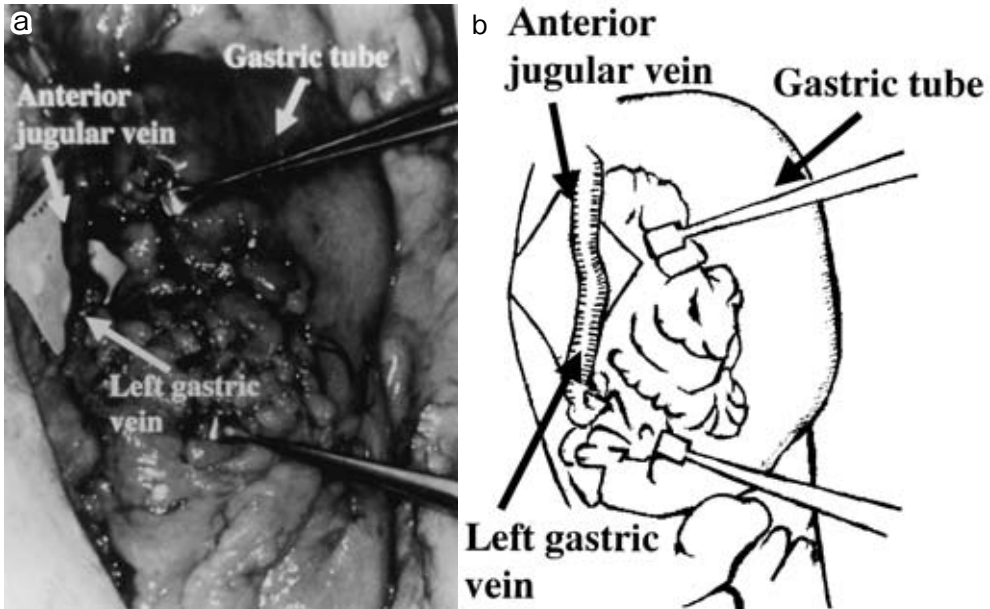 a
Gastric tube
Anterior
jugular vein
Left gastric
vein
b
Anterior
jugular vein
Gastric tube
Left gastric
vein